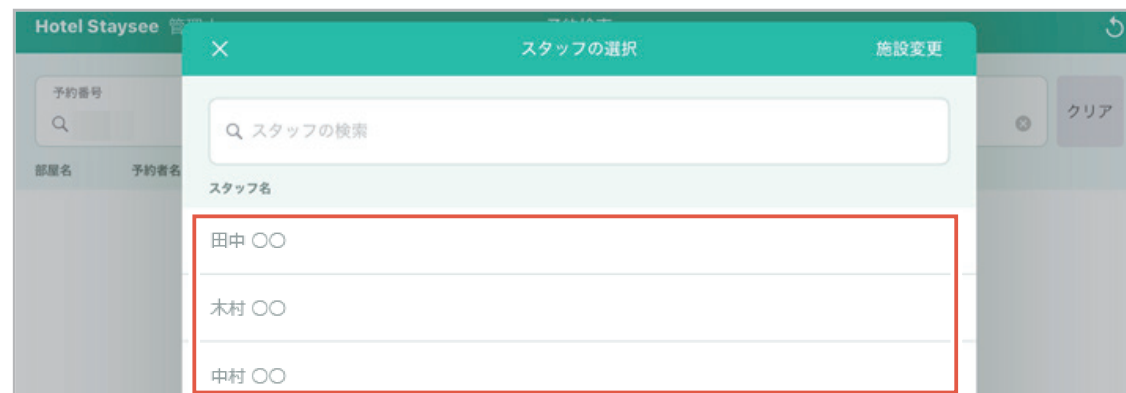 Hotel Staysee
スタッフの選択
施設変更
予約番号
クリア
スタッフの検索
部屋名
予約者名
スタッフ名
田中 〇〇
木村 〇〇
中村 〇〇